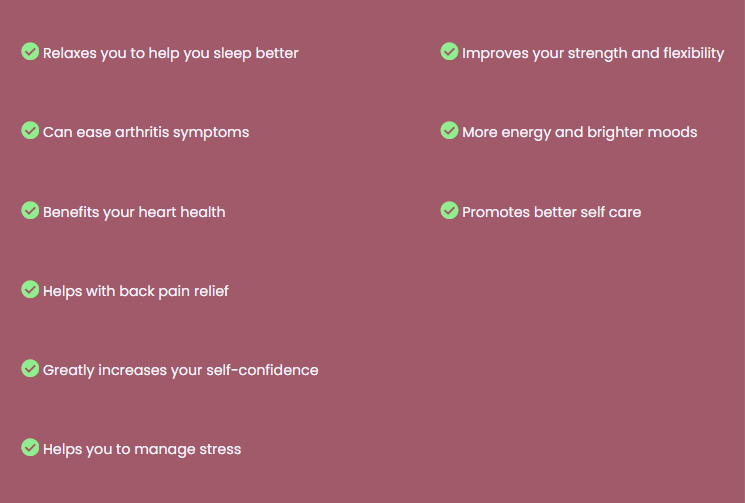 Relaxes you to help you sleep better
Can ease arthritis symptoms
Benefits your heart health
Helps with back pain relief
Greatly increases your self-confidence
Helps you to manage stress
Improves your strength and flexibility
More energy and brighter moods
Promotes better self care